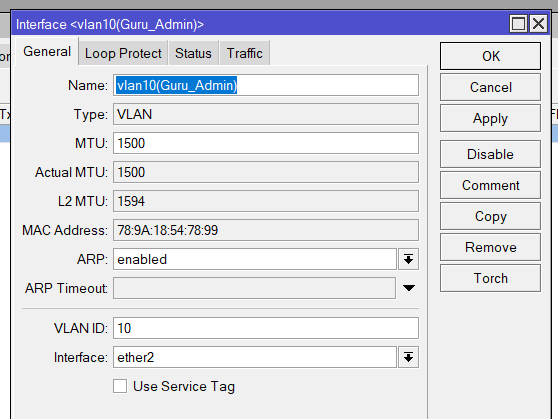 Interface <vlan10(Guru_Admin)>
General Loop Protect Status Traffic
Name: vlan10(Guru_Admin)
Type: VLAN
MTU: 1500
Actual MTU: 1500
L2 MTU: 1594
MAC Address: 78:9A:18:54:78:99
ARP: enabled
ARP Timeout:
VLAN ID: 10
Interface: ether2
Use Service Tag
OK
Cancel
Apply
Disable
Comment
Copy
Remove
Torch